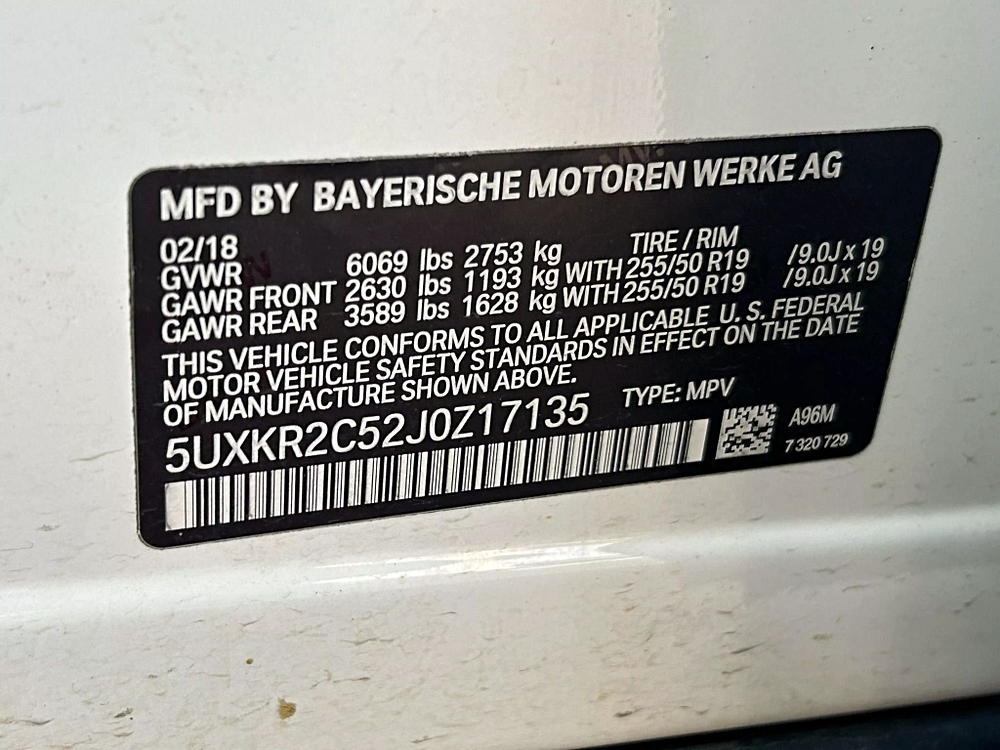 MFD BY BAYERISCHE MOTOREN WERKE AG
02/18 TIRE / RIM
GVWR 6069 lbs 2753 kg
GAWR FRONT 2630 lbs 1193 kg WITH 255/50 R19 /9.0J x 19
GAWR REAR 3589 lbs 1628 kg WITH 255/50 R19 /9.0J x 19
THIS VEHICLE CONFORMS TO ALL APPLICABLE U. S. FEDERAL
MOTOR VEHICLE SAFETY STANDARDS IN EFFECT ON THE DATE
OF MANUFACTURE SHOWN ABOVE.
5UXKR2C52J0Z17135 TYPE: MPV
A96M
7 320 729